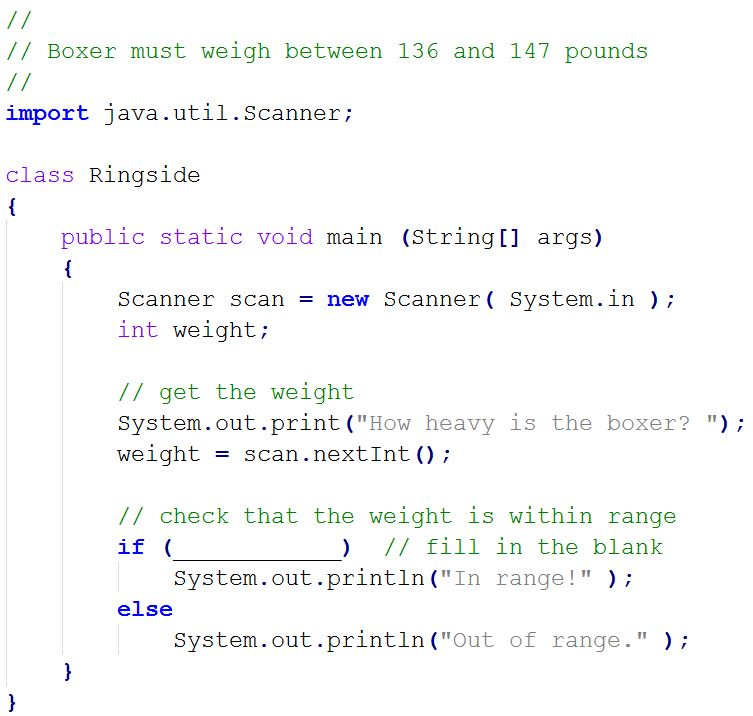 //
// Boxer must weigh between 136 and 147 pounds
//
import java.util.Scanner;

class Ringside
{
    public static void main (String[] args)
    {
        Scanner scan = new Scanner( System.in );
        int weight;

        // get the weight
        System.out.print("How heavy is the boxer? ");
        weight = scan.nextInt();

        // check that the weight is within range
        if (____________)  // fill in the blank
            System.out.println("In range!" );
        else
            System.out.println("Out of range." );
    }
}